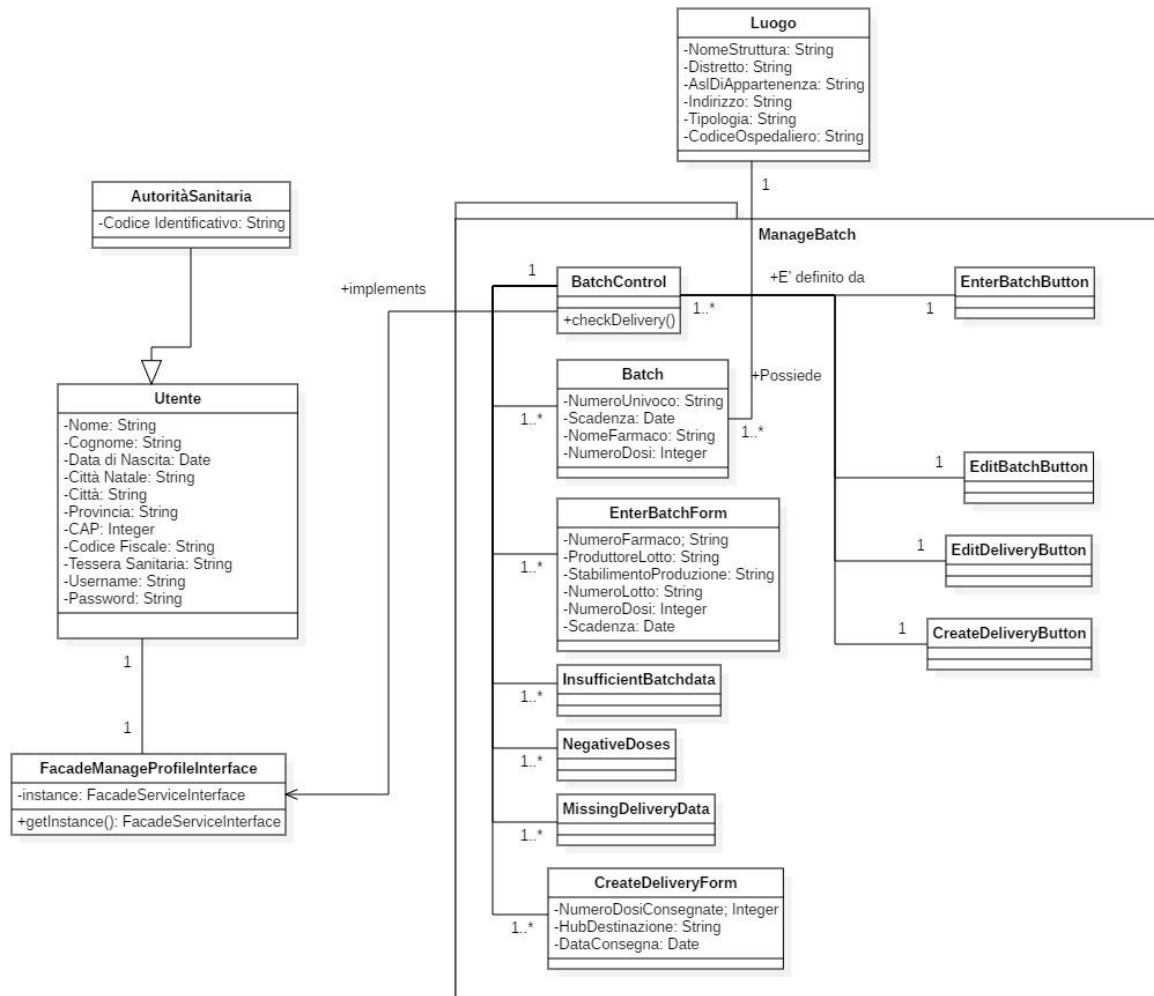 Luogo
-NomeStruttura: String
-Distretto: String
-AslDiAppartenenza: String
-Indirizzo: String
-Tipologia: String
-CodiceOspedaliero: String
1
AutoritàSanitaria
-Codice Identificativo: String
ManageBatch
+implements
1
BatchControl
+checkDelivery()
1..*
+E' definito da
1
EnterBatchButton
Batch
-NumeroUnivoco: String
-Scadenza: Date
-NomeFarmaco: String
-NumeroDosi: Integer
1..*
+Possiede
1..*
Utente
-Nome: String
-Cognome: String
-Data di Nascita: Date
-Città Natale: String
-Città: String
-Provincia: String
-CAP: Integer
-Codice Fiscale: String
-Tessera Sanitaria: String
-Username: String
-Password: String
1
EditBatchButton
EnterBatchForm
-NumeroFarmaco; String
-ProduttoreLotto: String
-StabilimentoProduzione: String
-NumeroLotto: String
-NumeroDosi: Integer
-Scadenza: Date
1..*
1
EditDeliveryButton
1
CreateDeliveryButton
1
1
InsufficientBatchdata
1..*
NegativeDoses
1..*
MissingDeliveryData
1..*
FacadeManageProfileInterface
-instance: FacadeServiceInterface
+getInstance(): FacadeServiceInterface
CreateDeliveryForm
-NumeroDosiConsegnate; Integer
-HubDestinazione: String
-DataConsegna: Date
1..*